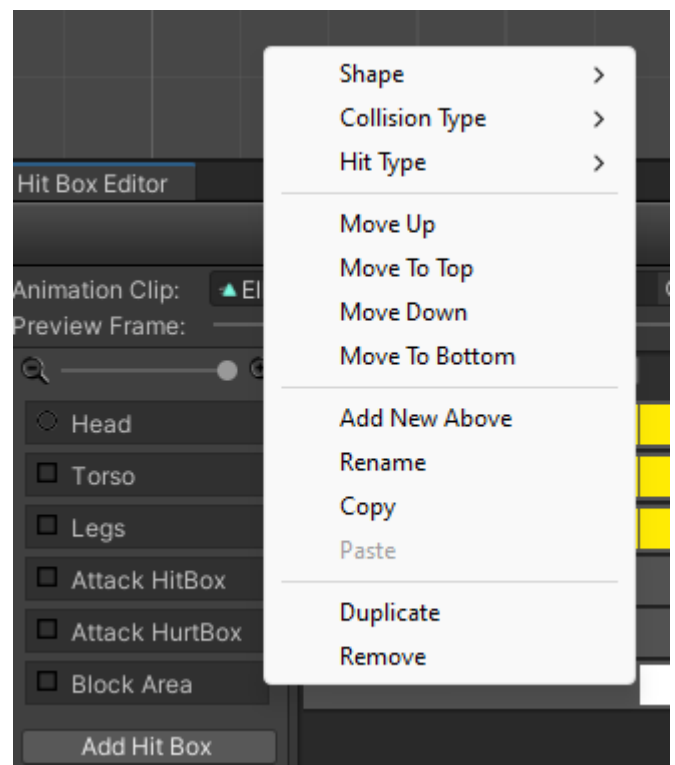 Shape
Collision Type
Hit Type
Hit Box Editor
Move Up
Move To Top
Animation Clip: El
Move Down
Preview Frame:
Move To Bottom
Head
Add New Above
Torso
Rename
Legs
Copy
Paste
Attack HitBox
Duplicate
Attack HurtBox
Remove
Block Area
Add Hit Box